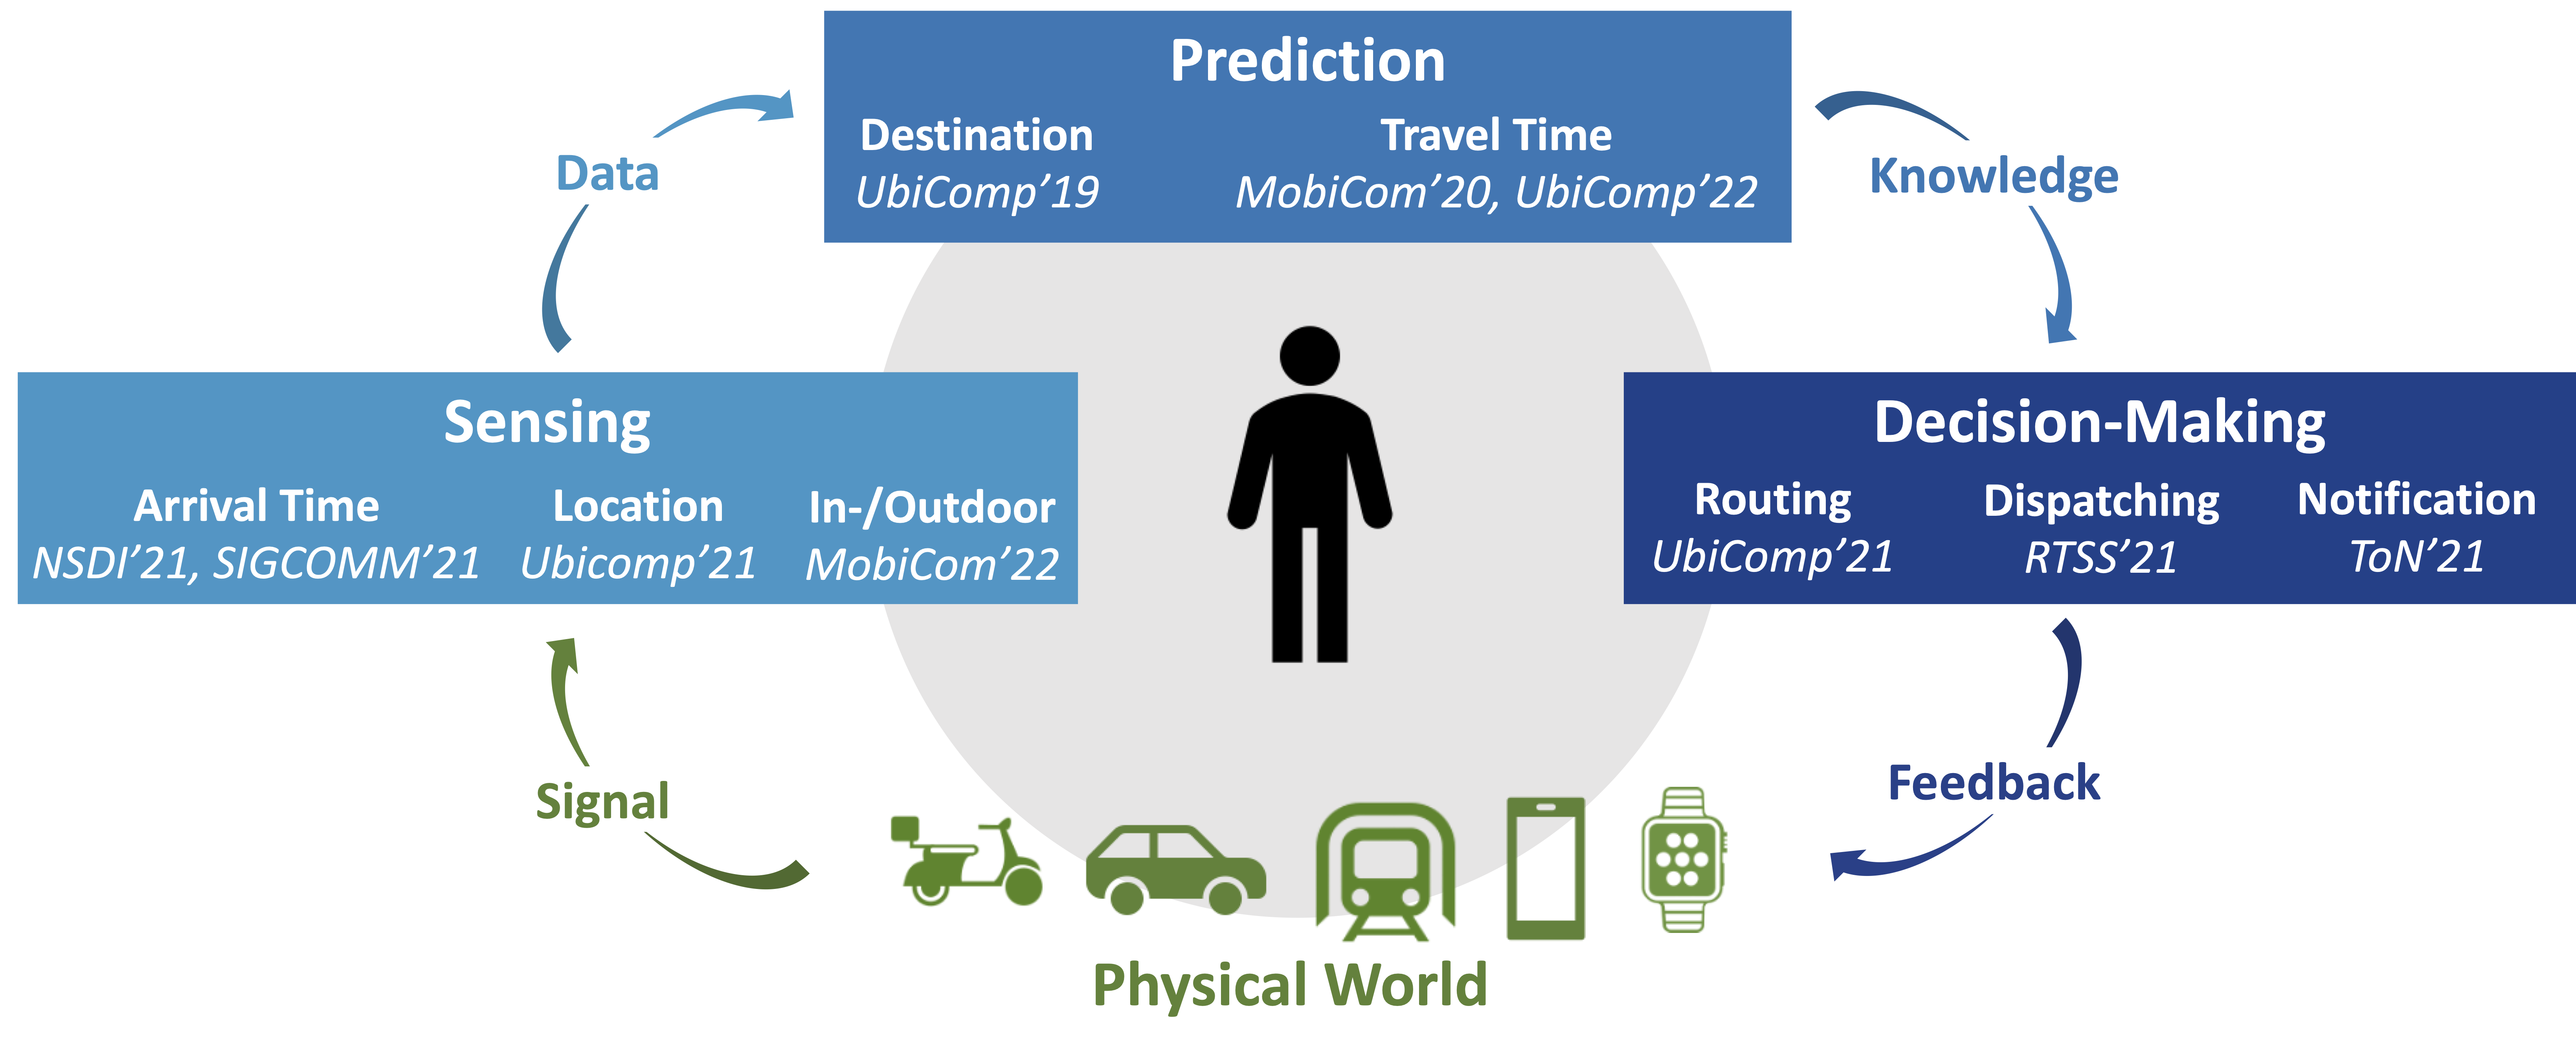 Prediction
Destination
UbiComp’19
Travel Time
MobiCom’20, UbiComp’22
Data
Knowledge
Sensing
Arrival Time
NSDI’21, SIGCOMM’21
Location
Ubicomp’21
In-/Outdoor
MobiCom’22
Decision-Making
Routing
UbiComp’21
Dispatching
RTSS’21
Notification
ToN’21
Signal
Feedback
Physical World